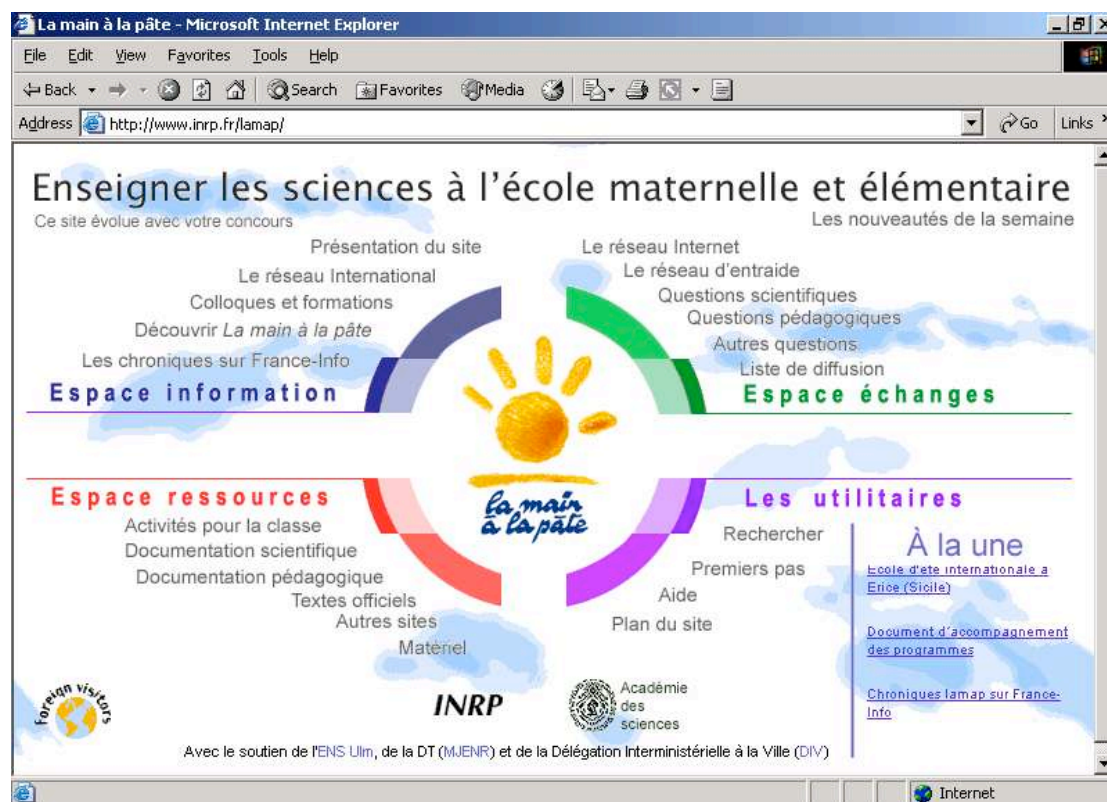 La main à la pâte - Microsoft Internet Explorer
File Edit View Favorites Tools Help
Back Search Favorites Media
Address http://www.inrp.fr/lamap/ Go Links
Enseigner les sciences à l'école maternelle et élémentaire
Ce site évolue avec votre concours
Les nouveautés de la semaine
Présentation du site
Le réseau International
Colloques et formations
Découvrir La main à la pâte
Les chroniques sur France-Info
Espace information
Le réseau Internet
Le réseau d'entraide
Questions scientifiques
Questions pédagogiques
Autres questions
Liste de diffusion
Espace échanges
la main
à la pâte
Espace ressources
Activités pour la classe
Documentation scientifique
Documentation pédagogique
Textes officiels
Autres sites
Matériel
Les utilitaires
Rechercher
Premiers pas
Aide
Plan du site
À la une
Ecole d'ete internationale a
Erice (Sicile)
Document d'accompagnement
des programmes
Chroniques lamap sur France-
Info
foreign visitors
INRP
Académie
des
sciences
Avec le soutien de l'ENS Ulm, de la DT (MJENR) et de la Délégation Interministérielle à la Ville (DIV)
Internet